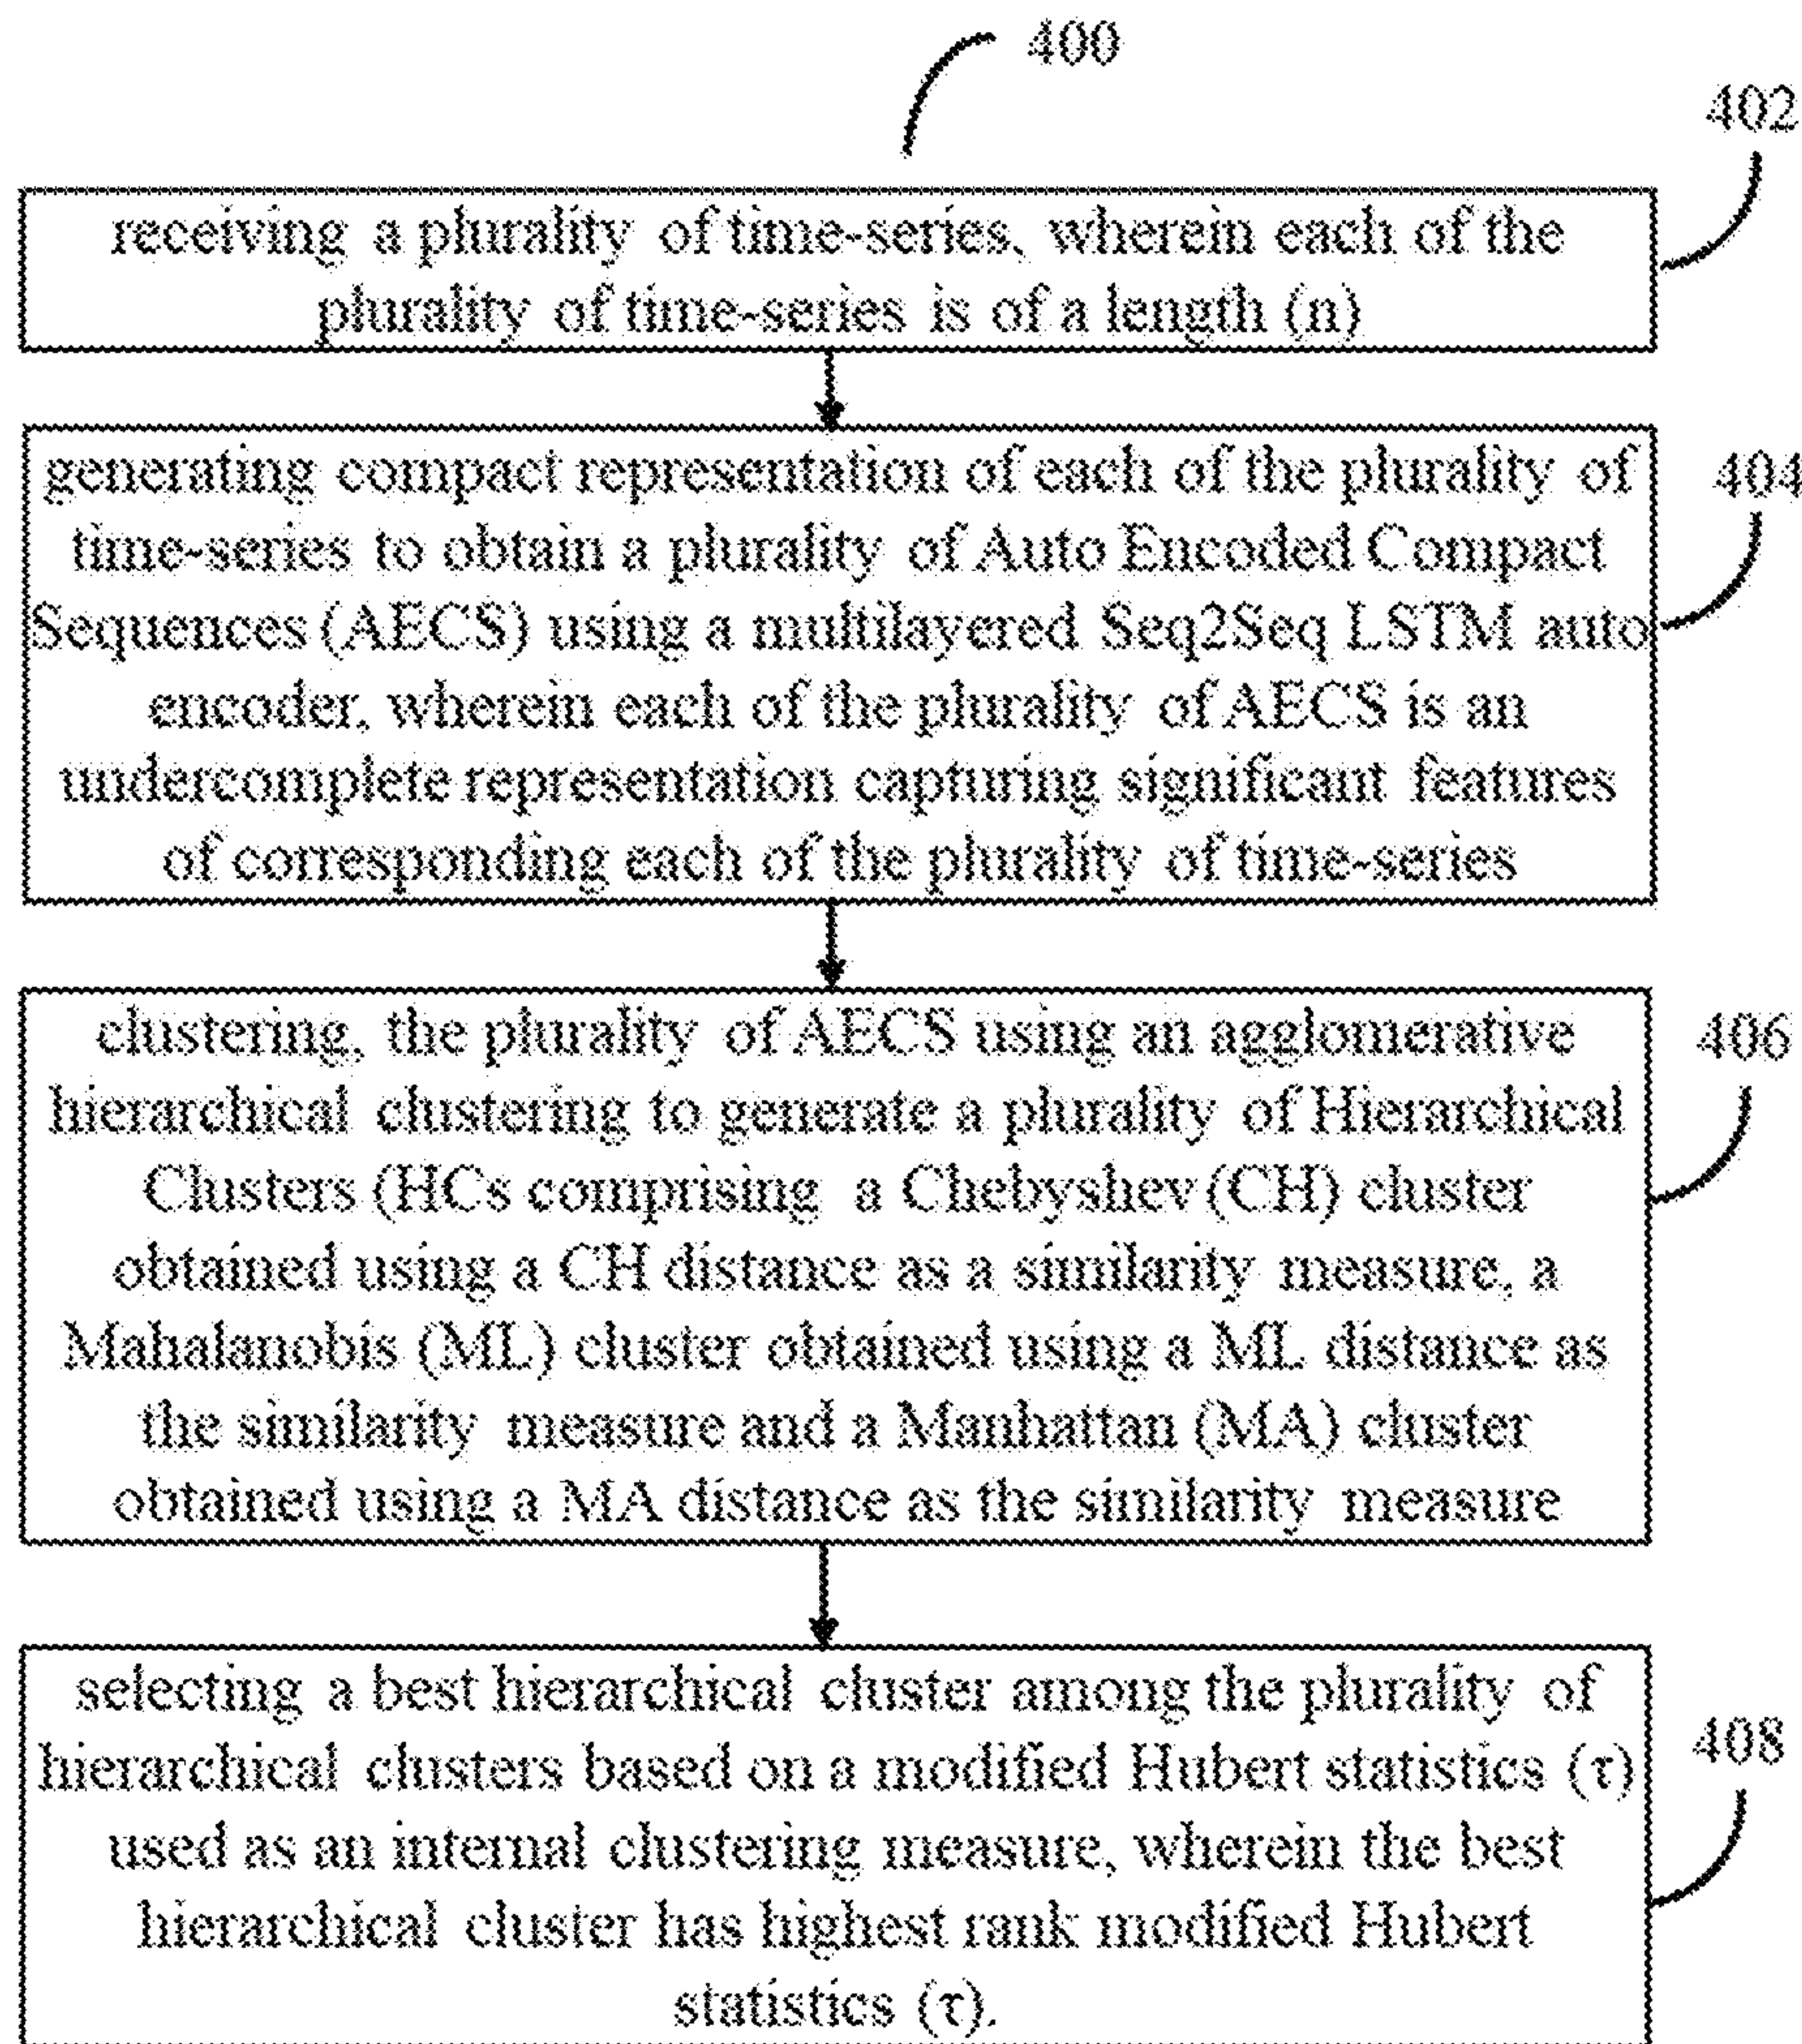 400
402
receiving a plurality of time-series, wherein each of the
plurality of time-series is of a length (n)
404
generating compact representation of each of the plurality of
time-series to obtain a plurality of Auto Encoded Compact
Sequences (AECS) using a multilayered Seq2Seq LSTM auto
encoder, wherein each of the plurality of AECS is an
undercomplete representation capturing significant features
of corresponding each of the plurality of time-series
406
clustering, the plurality of AECS using an agglomerative
hierarchical clustering to generate a plurality of Hierarchical
Clusters (HCs comprising a Chebyshev (CH) cluster
obtained using a CH distance as a similarity measure, a
Mahalanobis (ML) cluster obtained using a ML distance as
the similarity measure and a Manhattan (MA) cluster
obtained using a MA distance as the similarity measure
408
selecting a best hierarchical cluster among the plurality of
hierarchical clusters based on a modified Hubert statistics (τ)
used as an internal clustering measure, wherein the best
hierarchical cluster has highest rank modified Hubert
statistics (τ).